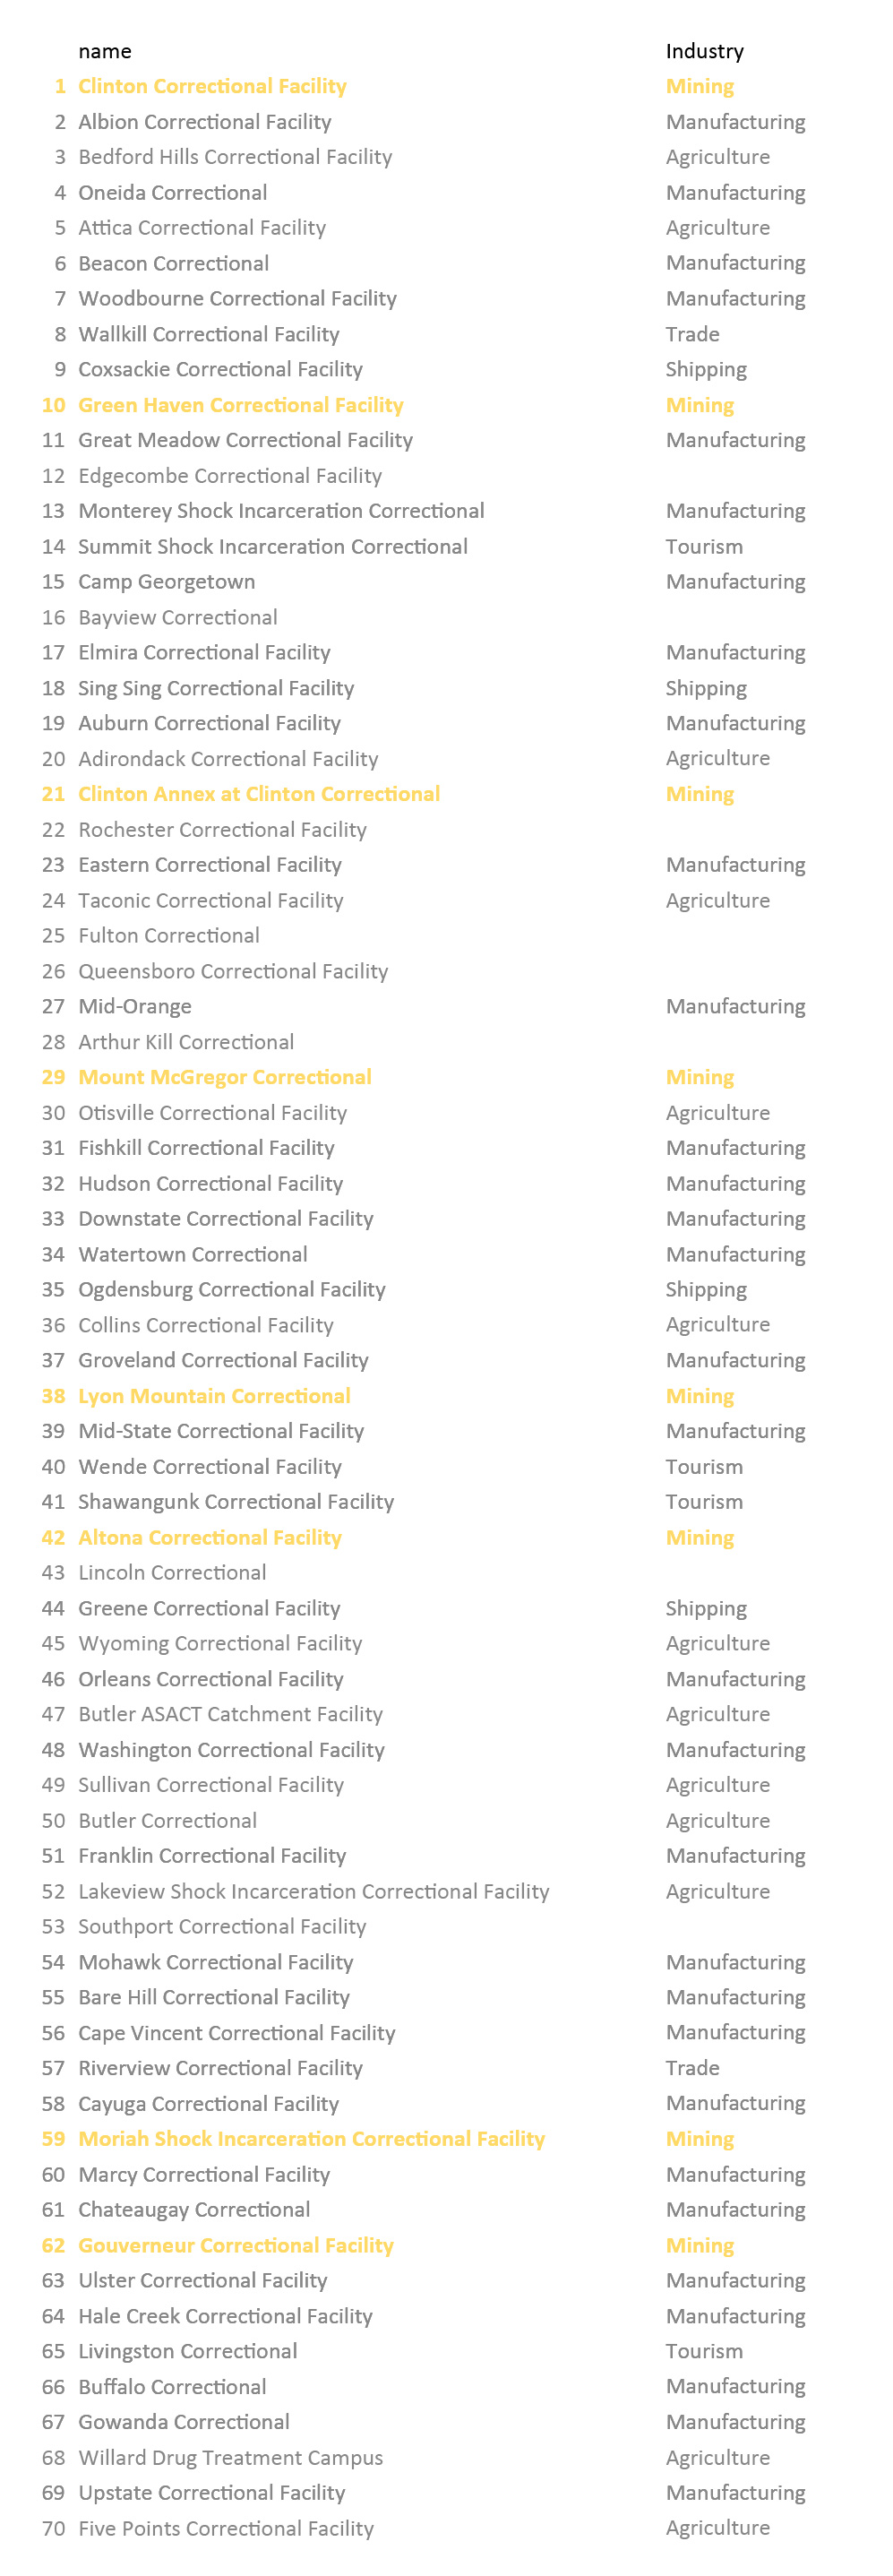 name Industry
1 Clinton Correctional Facility Mining
2 Albion Correctional Facility Manufacturing
3 Bedford Hills Correctional Facility Agriculture
4 Oneida Correctional Manufacturing
5 Attica Correctional Facility Agriculture
6 Beacon Correctional Manufacturing
7 Woodbourne Correctional Facility Manufacturing
8 Wallkill Correctional Facility Trade
9 Coxsackie Correctional Facility Shipping
10 Green Haven Correctional Facility Mining
11 Great Meadow Correctional Facility Manufacturing
12 Edgecombe Correctional Facility
13 Monterey Shock Incarceration Correctional Manufacturing
14 Summit Shock Incarceration Correctional Tourism
15 Camp Georgetown Manufacturing
16 Bayview Correctional
17 Elmira Correctional Facility Manufacturing
18 Sing Sing Correctional Facility Shipping
19 Auburn Correctional Facility Manufacturing
20 Adirondack Correctional Facility Agriculture
21 Clinton Annex at Clinton Correctional Mining
22 Rochester Correctional Facility
23 Eastern Correctional Facility Manufacturing
24 Taconic Correctional Facility Agriculture
25 Fulton Correctional
26 Queensboro Correctional Facility
27 Mid-Orange Manufacturing
28 Arthur Kill Correctional
29 Mount McGregor Correctional Mining
30 Otisville Correctional Facility Agriculture
31 Fishkill Correctional Facility Manufacturing
32 Hudson Correctional Facility Manufacturing
33 Downstate Correctional Facility Manufacturing
34 Watertown Correctional Manufacturing
35 Ogdensburg Correctional Facility Shipping
36 Collins Correctional Facility Agriculture
37 Groveland Correctional Facility Manufacturing
38 Lyon Mountain Correctional Mining
39 Mid-State Correctional Facility Manufacturing
40 Wende Correctional Facility Tourism
41 Shawangunk Correctional Facility Tourism
42 Altona Correctional Facility Mining
43 Lincoln Correctional
44 Greene Correctional Facility Shipping
45 Wyoming Correctional Facility Agriculture
46 Orleans Correctional Facility Manufacturing
47 Butler ASACT Catchment Facility Agriculture
48 Washington Correctional Facility Manufacturing
49 Sullivan Correctional Facility Agriculture
50 Butler Correctional Agriculture
51 Franklin Correctional Facility Manufacturing
52 Lakeview Shock Incarceration Correctional Facility Agriculture
53 Southport Correctional Facility
54 Mohawk Correctional Facility Manufacturing
55 Bare Hill Correctional Facility Manufacturing
56 Cape Vincent Correctional Facility Manufacturing
57 Riverview Correctional Facility Trade
58 Cayuga Correctional Facility Manufacturing
59 Moriah Shock Incarceration Correctional Facility Mining
60 Marcy Correctional Facility Manufacturing
61 Chateaugay Correctional Manufacturing
62 Gouverneur Correctional Facility Mining
63 Ulster Correctional Facility Manufacturing
64 Hale Creek Correctional Facility Manufacturing
65 Livingston Correctional Tourism
66 Buffalo Correctional Manufacturing
67 Gowanda Correctional Manufacturing
68 Willard Drug Treatment Campus Agriculture
69 Upstate Correctional Facility Manufacturing
70 Five Points Correctional Facility Agriculture